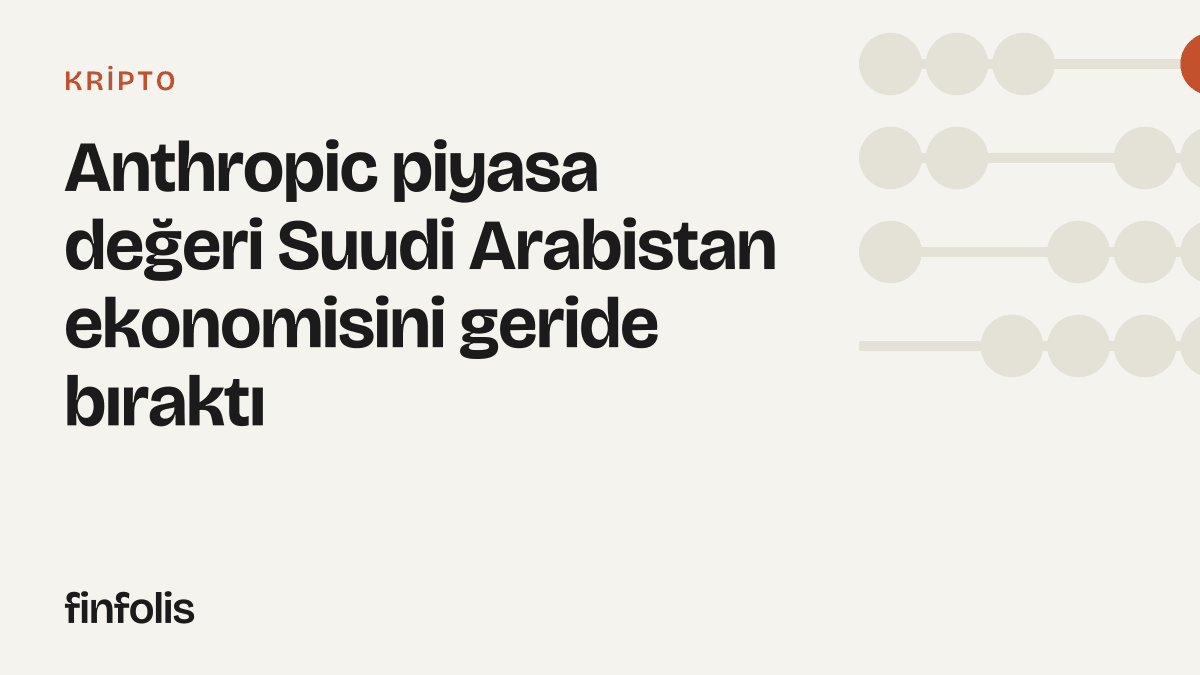 KRİPTO
Anthropic piyasa
değeri Suudi Arabistan
ekonomisini geride
bıraktı
finfolis